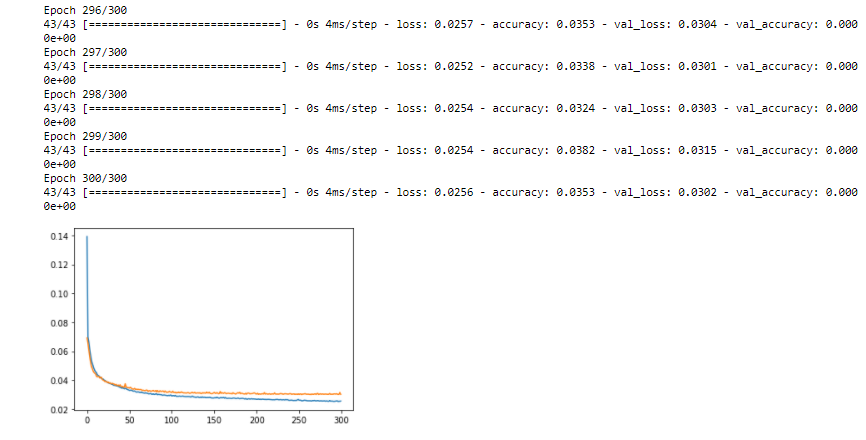 Epoch 296/300
43/43 [==============================] - 0s 4ms/step - loss: 0.0257 - accuracy: 0.0353 - val_loss: 0.0304 - val_accuracy: 0.000
0e+00
Epoch 297/300
43/43 [==============================] - 0s 4ms/step - loss: 0.0252 - accuracy: 0.0338 - val_loss: 0.0301 - val_accuracy: 0.000
0e+00
Epoch 298/300
43/43 [==============================] - 0s 4ms/step - loss: 0.0254 - accuracy: 0.0324 - val_loss: 0.0303 - val_accuracy: 0.000
0e+00
Epoch 299/300
43/43 [==============================] - 0s 4ms/step - loss: 0.0254 - accuracy: 0.0382 - val_loss: 0.0315 - val_accuracy: 0.000
0e+00
Epoch 300/300
43/43 [==============================] - 0s 4ms/step - loss: 0.0256 - accuracy: 0.0353 - val_loss: 0.0302 - val_accuracy: 0.000
0e+00
0.14
0.12
0.10
0.08
0.06
0.04
0.02
0 50 100 150 200 250 300